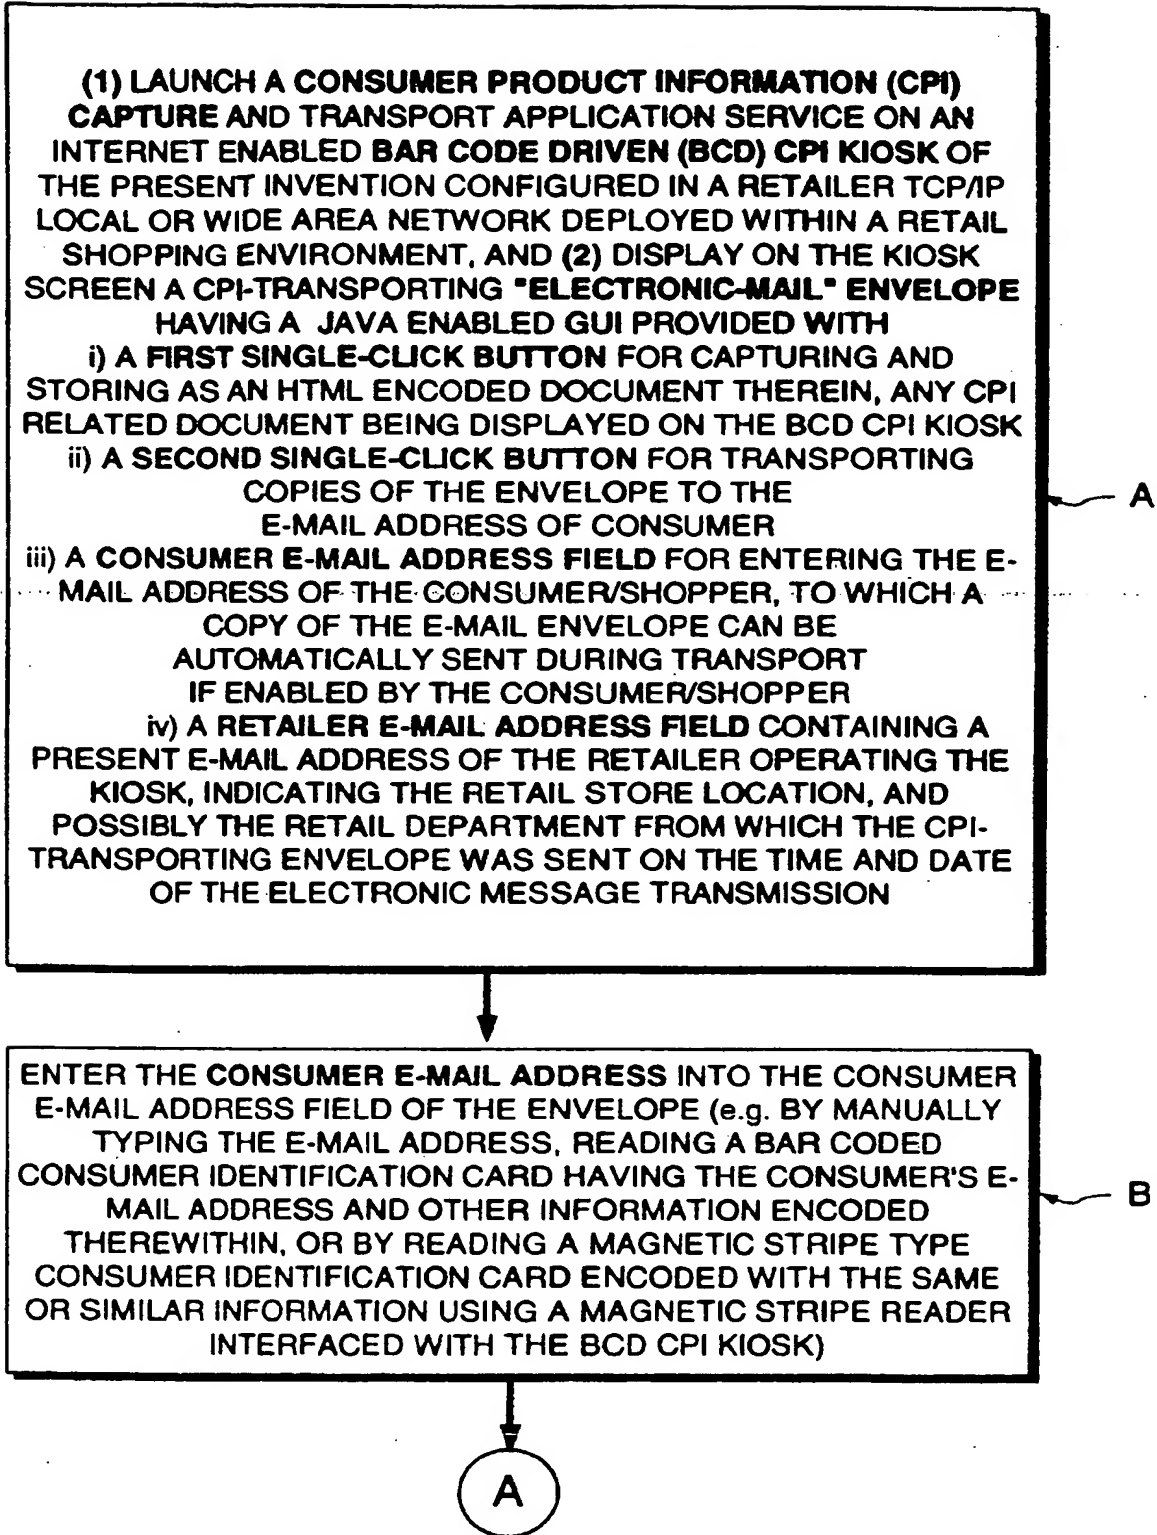 (1) LAUNCH A CONSUMER PRODUCT INFORMATION (CPI)
CAPTURE AND TRANSPORT APPLICATION SERVICE ON AN
INTERNET ENABLED BAR CODE DRIVEN (BCD) CPI KIOSK OF
THE PRESENT INVENTION CONFIGURED IN A RETAILER TCP/IP
LOCAL OR WIDE AREA NETWORK DEPLOYED WITHIN A RETAIL
SHOPPING ENVIRONMENT, AND (2) DISPLAY ON THE KIOSK
SCREEN A CPI-TRANSPORTING "ELECTRONIC-MAIL" ENVELOPE
HAVING A JAVA ENABLED GUI PROVIDED WITH
i) A FIRST SINGLE-CLICK BUTTON FOR CAPTURING AND
STORING AS AN HTML ENCODED DOCUMENT THEREIN, ANY CPI
RELATED DOCUMENT BEING DISPLAYED ON THE BCD CPI KIOSK
ii) A SECOND SINGLE-CLICK BUTTON FOR TRANSPORTING
COPIES OF THE ENVELOPE TO THE
E-MAIL ADDRESS OF CONSUMER
iii) A CONSUMER E-MAIL ADDRESS FIELD FOR ENTERING THE E-
MAIL ADDRESS OF THE CONSUMER/SHOPPER, TO WHICH A
COPY OF THE E-MAIL ENVELOPE CAN BE
AUTOMATICALLY SENT DURING TRANSPORT
IF ENABLED BY THE CONSUMER/SHOPPER
iv) A RETAILER E-MAIL ADDRESS FIELD CONTAINING A
PRESENT E-MAIL ADDRESS OF THE RETAILER OPERATING THE
KIOSK, INDICATING THE RETAIL STORE LOCATION, AND
POSSIBLY THE RETAIL DEPARTMENT FROM WHICH THE CPI-
TRANSPORTING ENVELOPE WAS SENT ON THE TIME AND DATE
OF THE ELECTRONIC MESSAGE TRANSMISSION
A
ENTER THE CONSUMER E-MAIL ADDRESS INTO THE CONSUMER
E-MAIL ADDRESS FIELD OF THE ENVELOPE (e.g. BY MANUALLY
TYPING THE E-MAIL ADDRESS, READING A BAR CODED
CONSUMER IDENTIFICATION CARD HAVING THE CONSUMER'S E-
MAIL ADDRESS AND OTHER INFORMATION ENCODED
THEREWITHIN, OR BY READING A MAGNETIC STRIPE TYPE
CONSUMER IDENTIFICATION CARD ENCODED WITH THE SAME
OR SIMILAR INFORMATION USING A MAGNETIC STRIPE READER
INTERFACED WITH THE BCD CPI KIOSK)
B
A